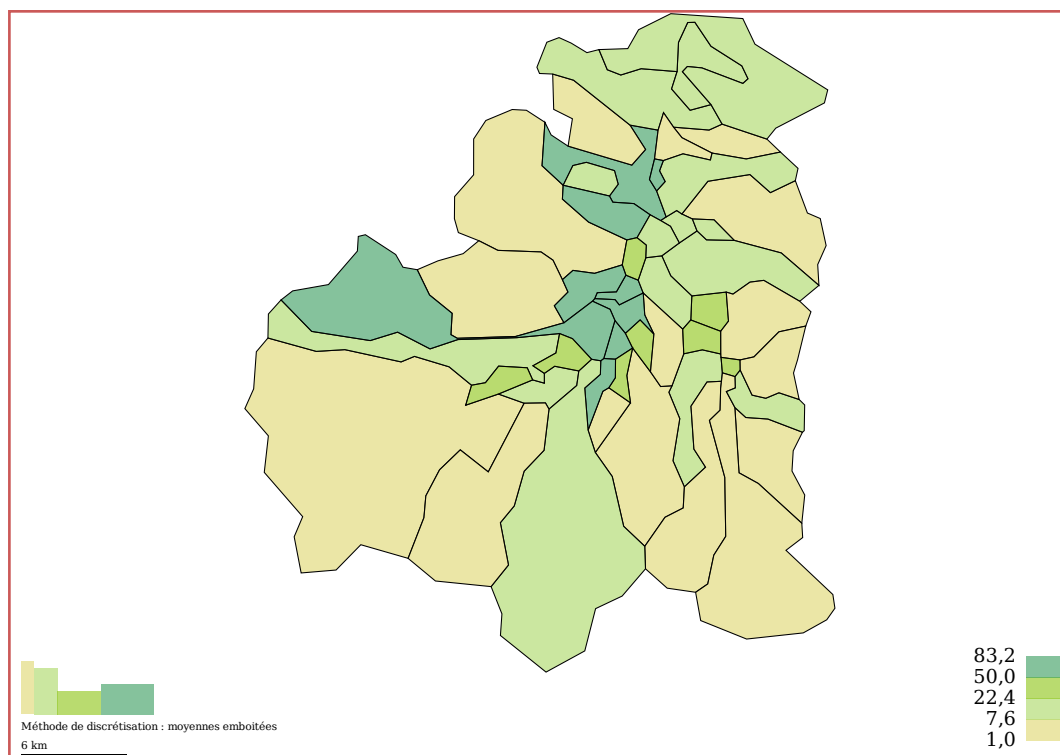 83,2
50,0
22,4
7,6
1,0
Méthode de discrétisation : moyennes emboitées
6 km